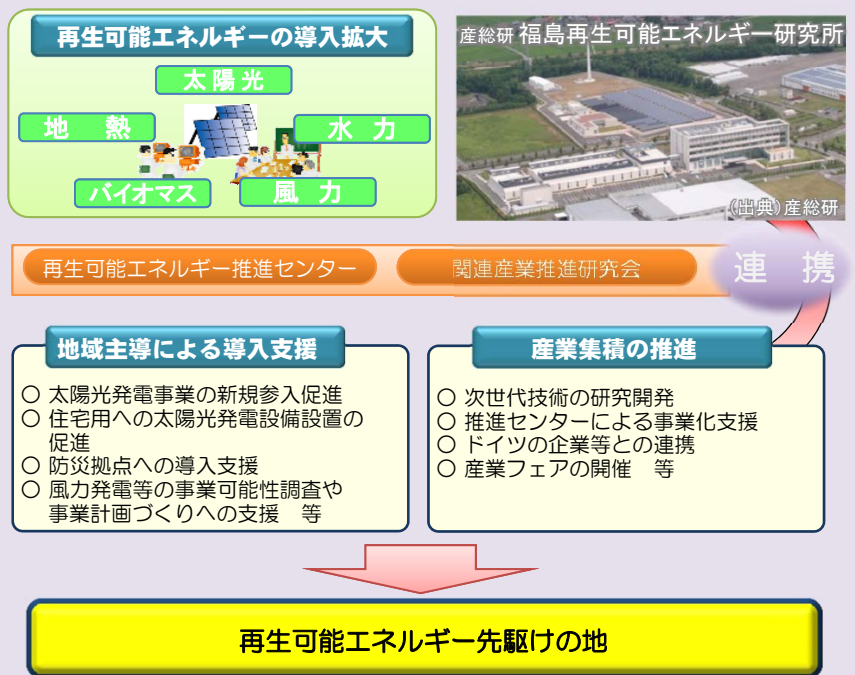 再生可能エネルギーの導入拡大
太陽光
地 熱
水 力
バイオマス
風 力
産総研 福島再生可能エネルギー研究所
(出典)産総研
再生可能エネルギー推進センター
関連産業推進研究会
連 携
地域主導による導入支援
○ 太陽光発電事業の新規参入促進
○ 住宅用への太陽光発電設備設置の
促進
○ 防災拠点への導入支援
○ 風力発電等の事業可能性調査や
事業計画づくりへの支援 等
産業集積の推進
○ 次世代技術の研究開発
○ 推進センターによる事業化支援
○ ドイツの企業等との連携
○ 産業フェアの開催 等
再生可能エネルギー先駆けの地